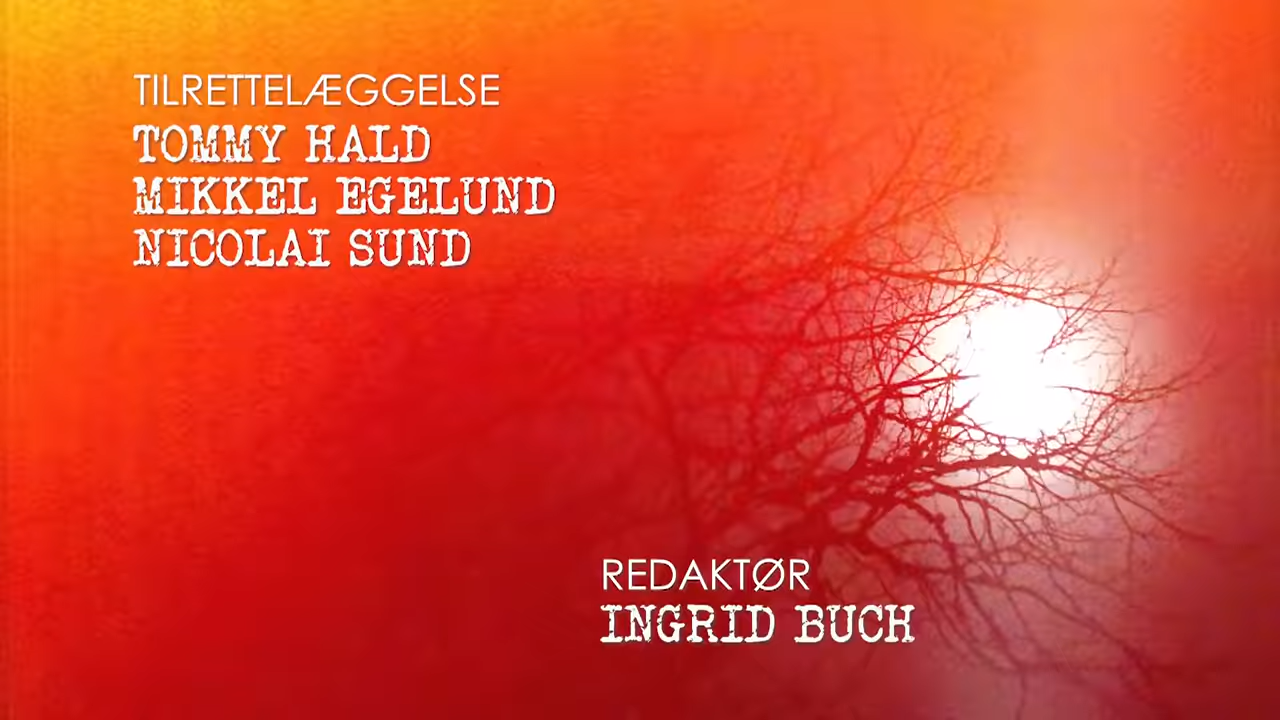 TILRETTELÆGGELSE
TOMMY HALD
MIKKEL EGELUND
NICOLAI SUND
REDAKTØR
INGRID BUCH